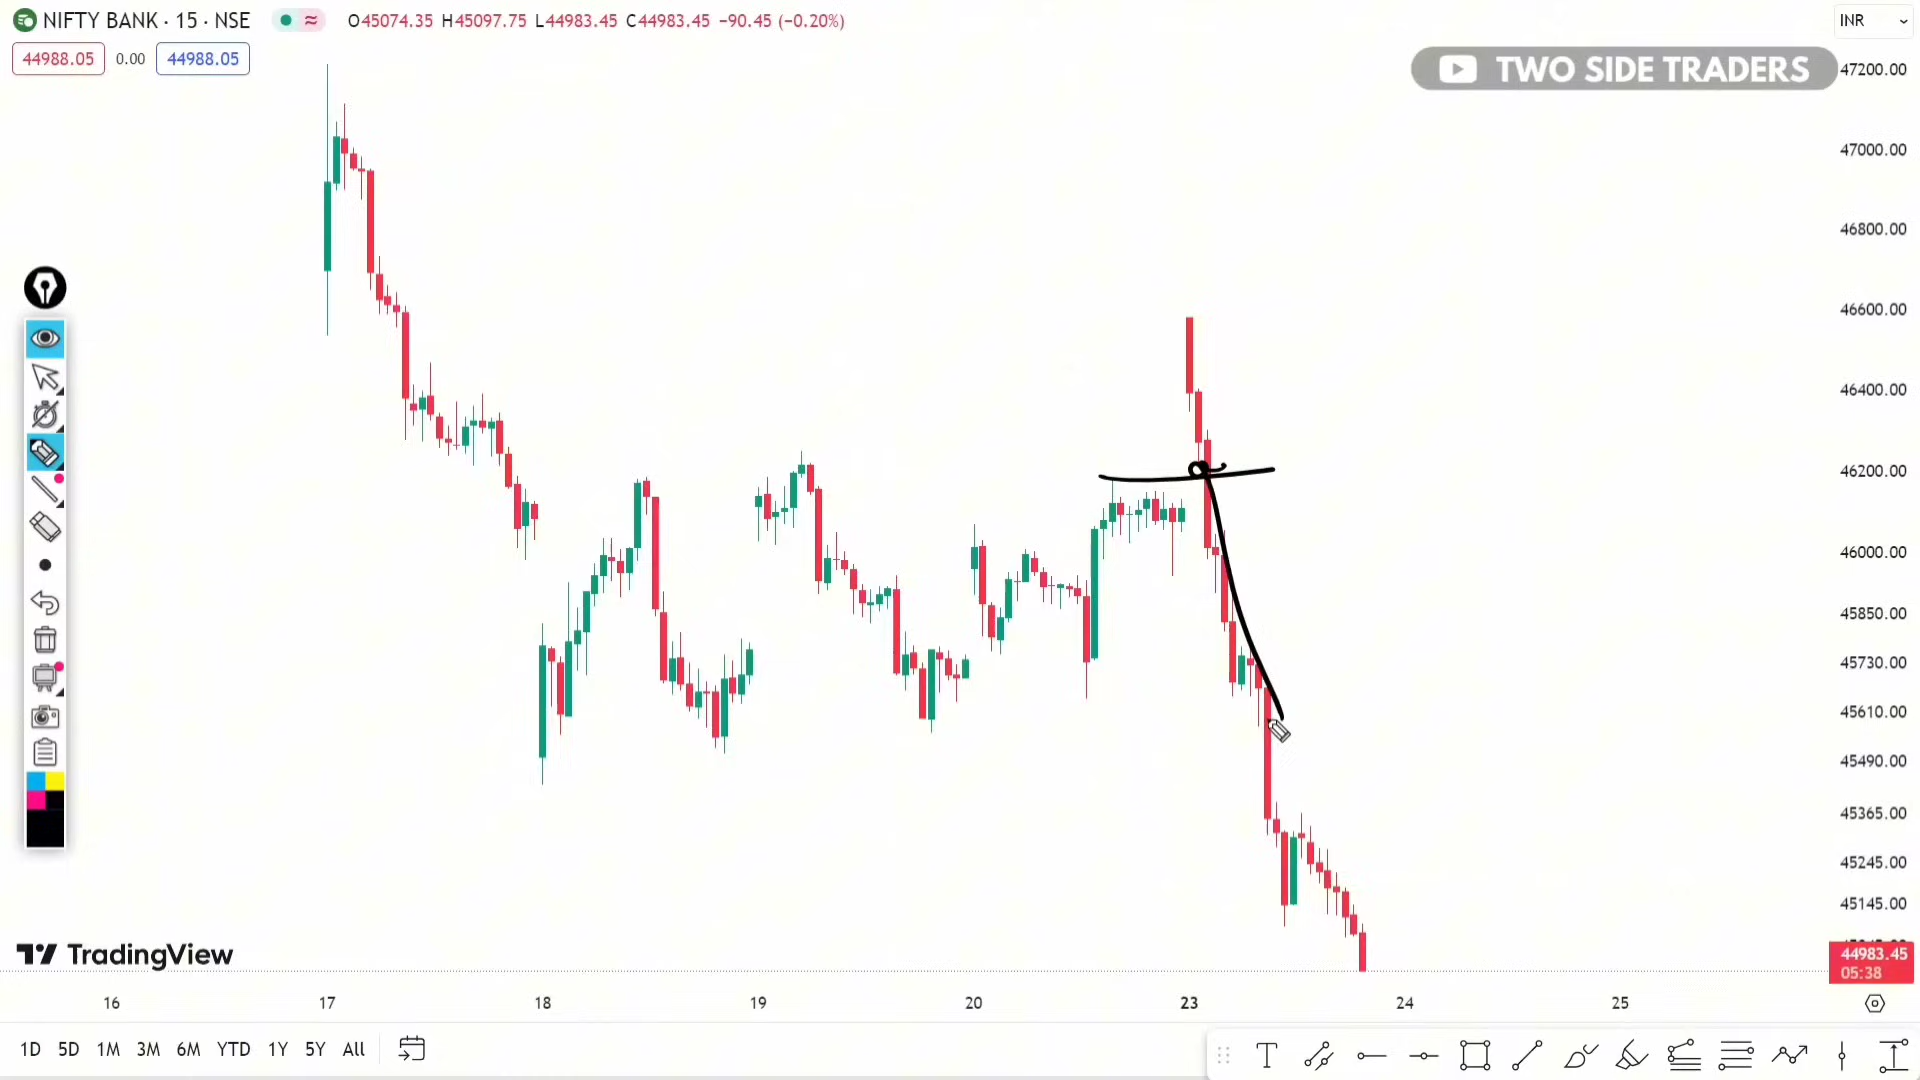 NIFTY BANK · 15 · NSE
O45074.35 H45097.75 L44983.45 C44983.45 −90.45 (−0.20%)
INR
44988.05 0.00 44988.05
TWO SIDE TRADERS
47200.00
47000.00
46800.00
46600.00
46400.00
46200.00
46000.00
45850.00
45730.00
45610.00
45490.00
45365.00
45245.00
45145.00
44983.45
05:38
TradingView
16 17 18 19 20 23 24 25
1D 5D 1M 3M 6M YTD 1Y 5Y All